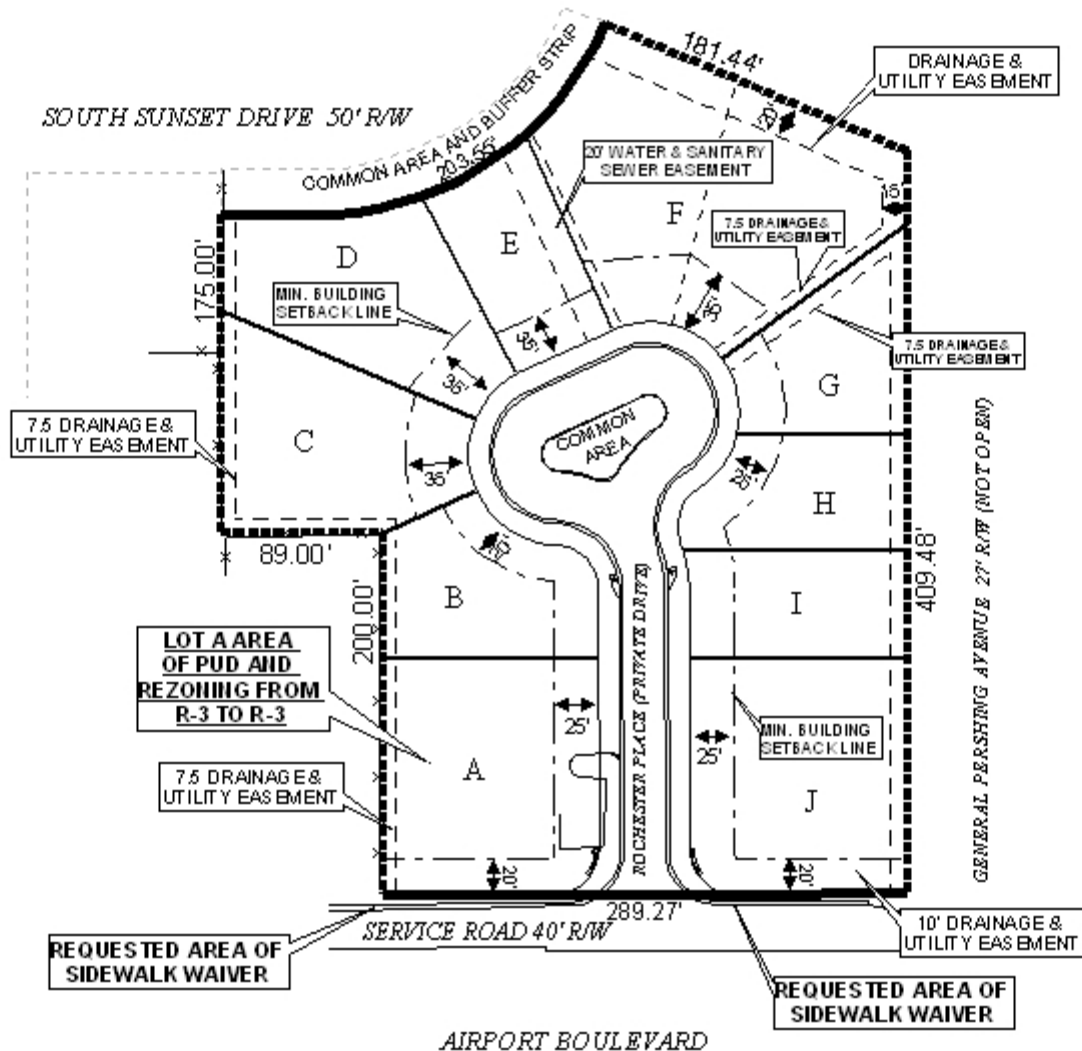 181.44'
DRAINAGE &
UTILITY EASEMENT
SOUTH SUNSET DRIVE 50' R/W
COMMON AREA AND BUFFER STRIP
203.55'
20' WATER & SANITARY
SEWER EASEMENT
20'
15'
F
7.5 DRAINAGE &
UTILITY EASEMENT
E
D
175.00'
MIN. BUILDING
SETBACK LINE
35'
35'
35'
7.5 DRAINAGE &
UTILITY EASEMENT
G
7.5 DRAINAGE &
UTILITY EASEMENT
C
COMMON
AREA
35'
25'
H
GENERAL PERSHING AVENUE 27' R/W (NOT OPEN)
409.48'
89.00'
B
I
200.00'
LOT A AREA
OF PUD AND
REZONING FROM
R-3 TO R-3
ROCHESTER PLACE (PRIVATE DRIVE)
25'
25'
MIN. BUILDING
SETBACK LINE
A
7.5 DRAINAGE &
UTILITY EASEMENT
J
20'
20'
289.27'
SERVICE ROAD 40' R/W
10' DRAINAGE &
UTILITY EASEMENT
REQUESTED AREA OF
SIDEWALK WAIVER
REQUESTED AREA OF
SIDEWALK WAIVER
AIRPORT BOULEVARD